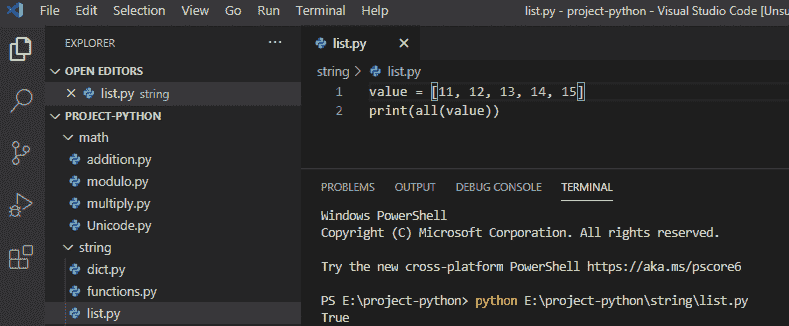 File Edit Selection View Go Run Terminal Help list.py - project-python - Visual Studio Code [Unsu
EXPLORER
OPEN EDITORS
list.py string
PROJECT-PYTHON
math
addition.py
modulo.py
multiply.py
Unicode.py
string
dict.py
functions.py
list.py
list.py
string > list.py
1 value = [11, 12, 13, 14, 15]
2 print(all(value))
PROBLEMS OUTPUT DEBUG CONSOLE TERMINAL
Windows PowerShell
Copyright (C) Microsoft Corporation. All rights reserved.
Try the new cross-platform PowerShell https://aka.ms/pscore6
PS E:\project-python> python E:\project-python\string\list.py
True